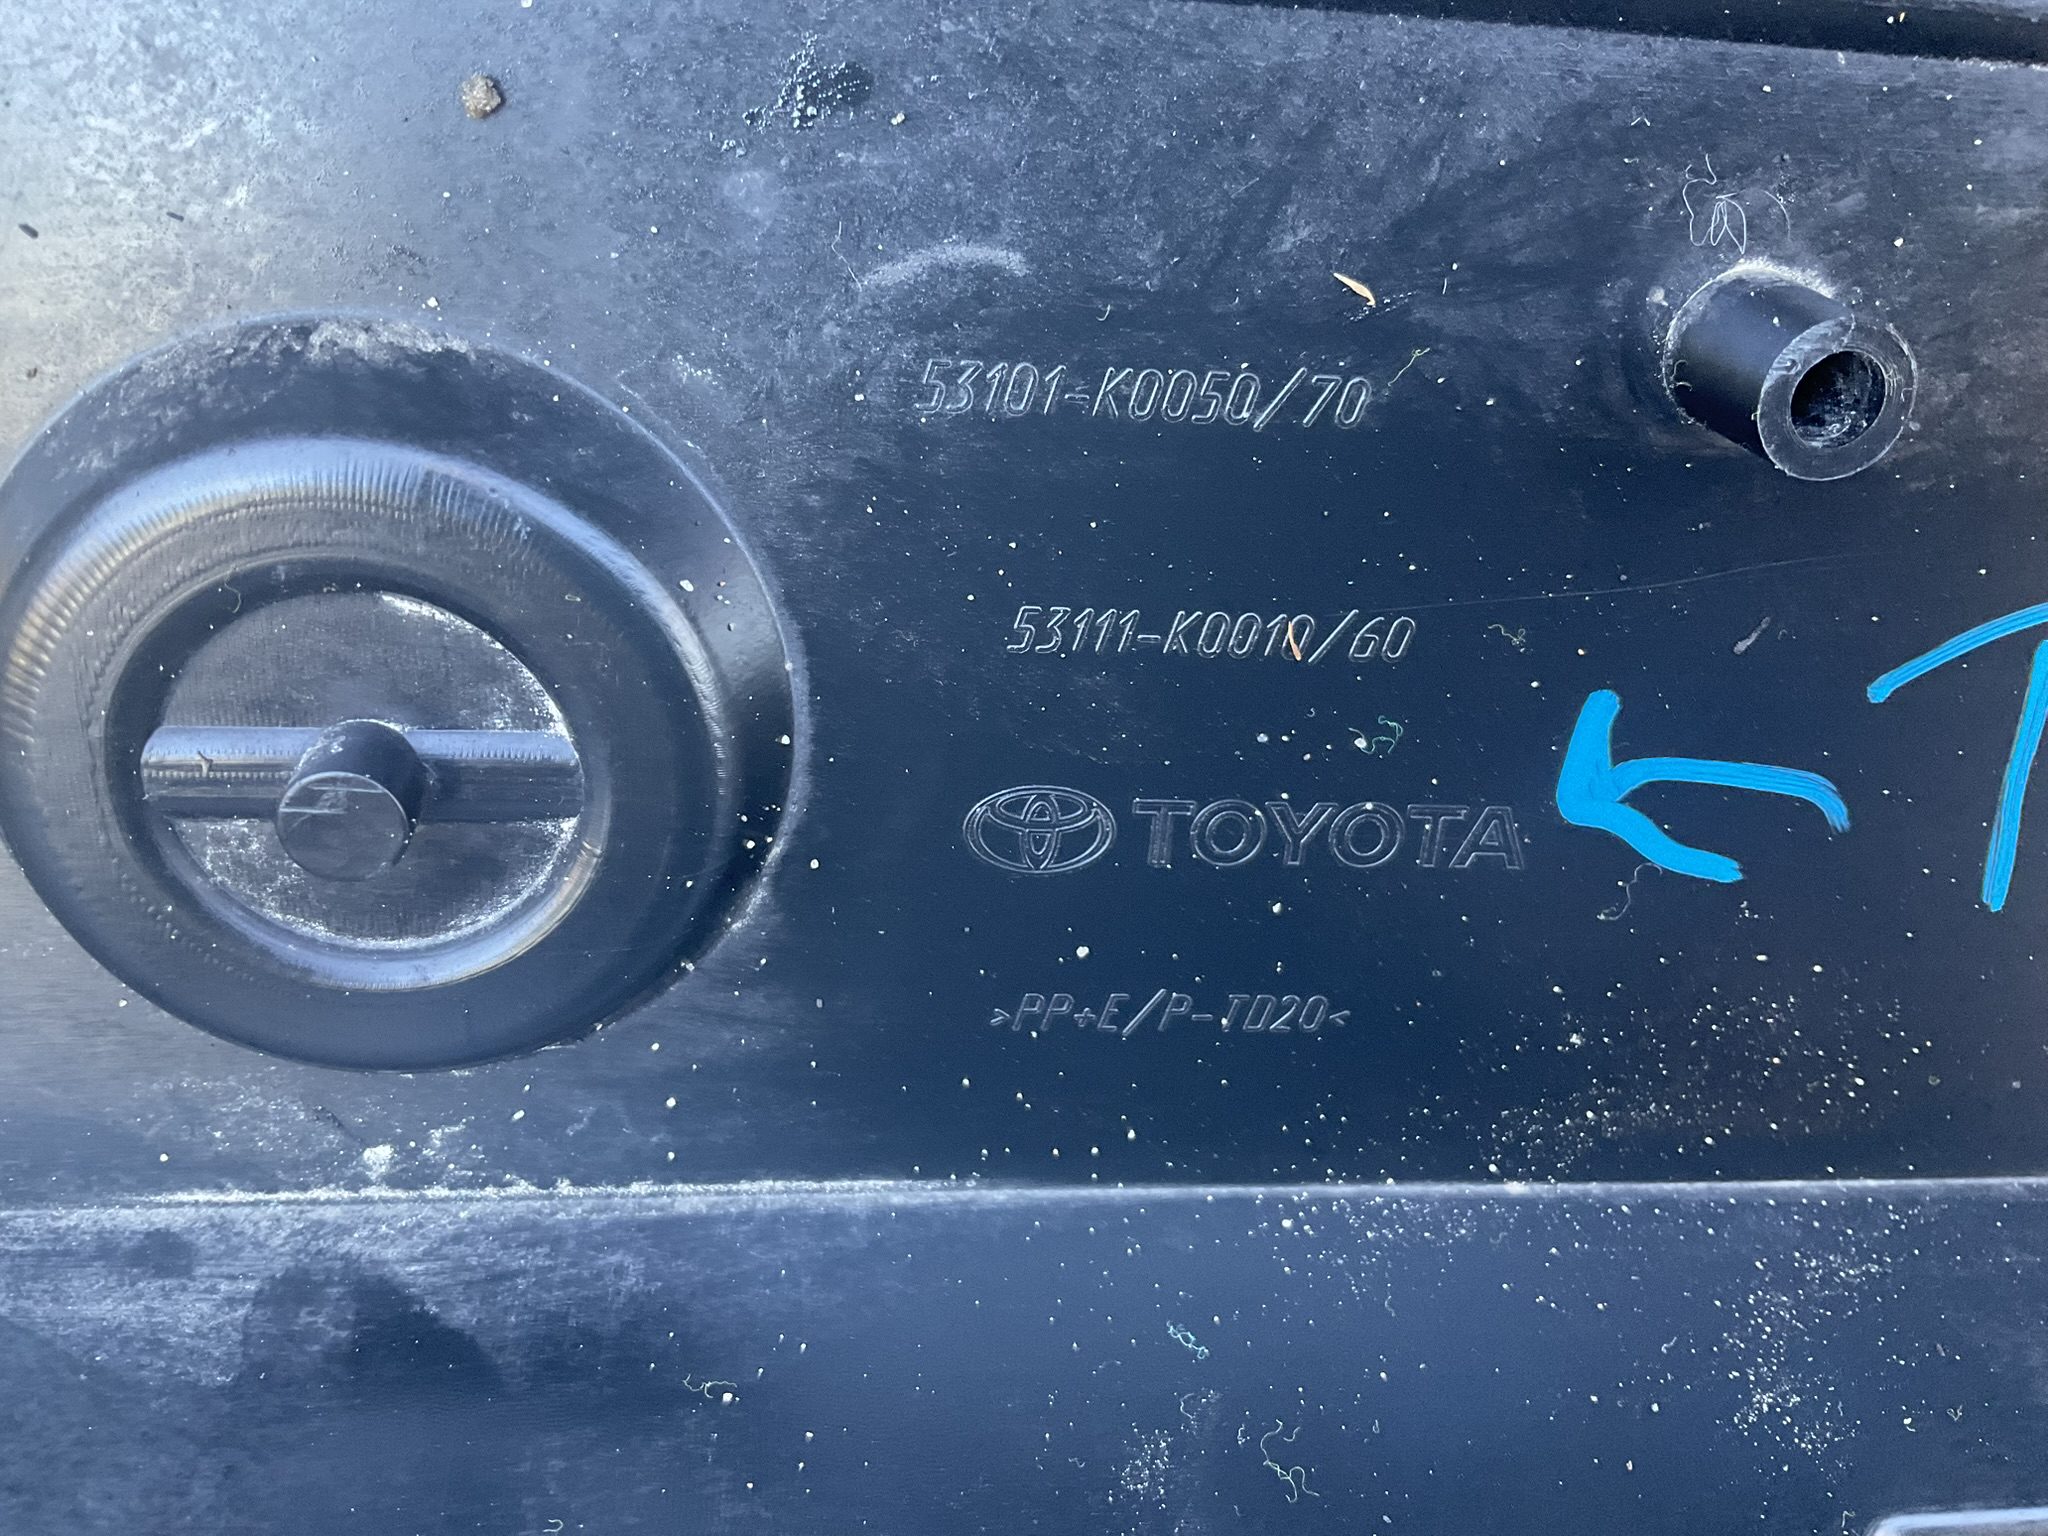 53101-K0050/70
53111-K0010/60
TOYOTA
>PP+E/P-TD20<